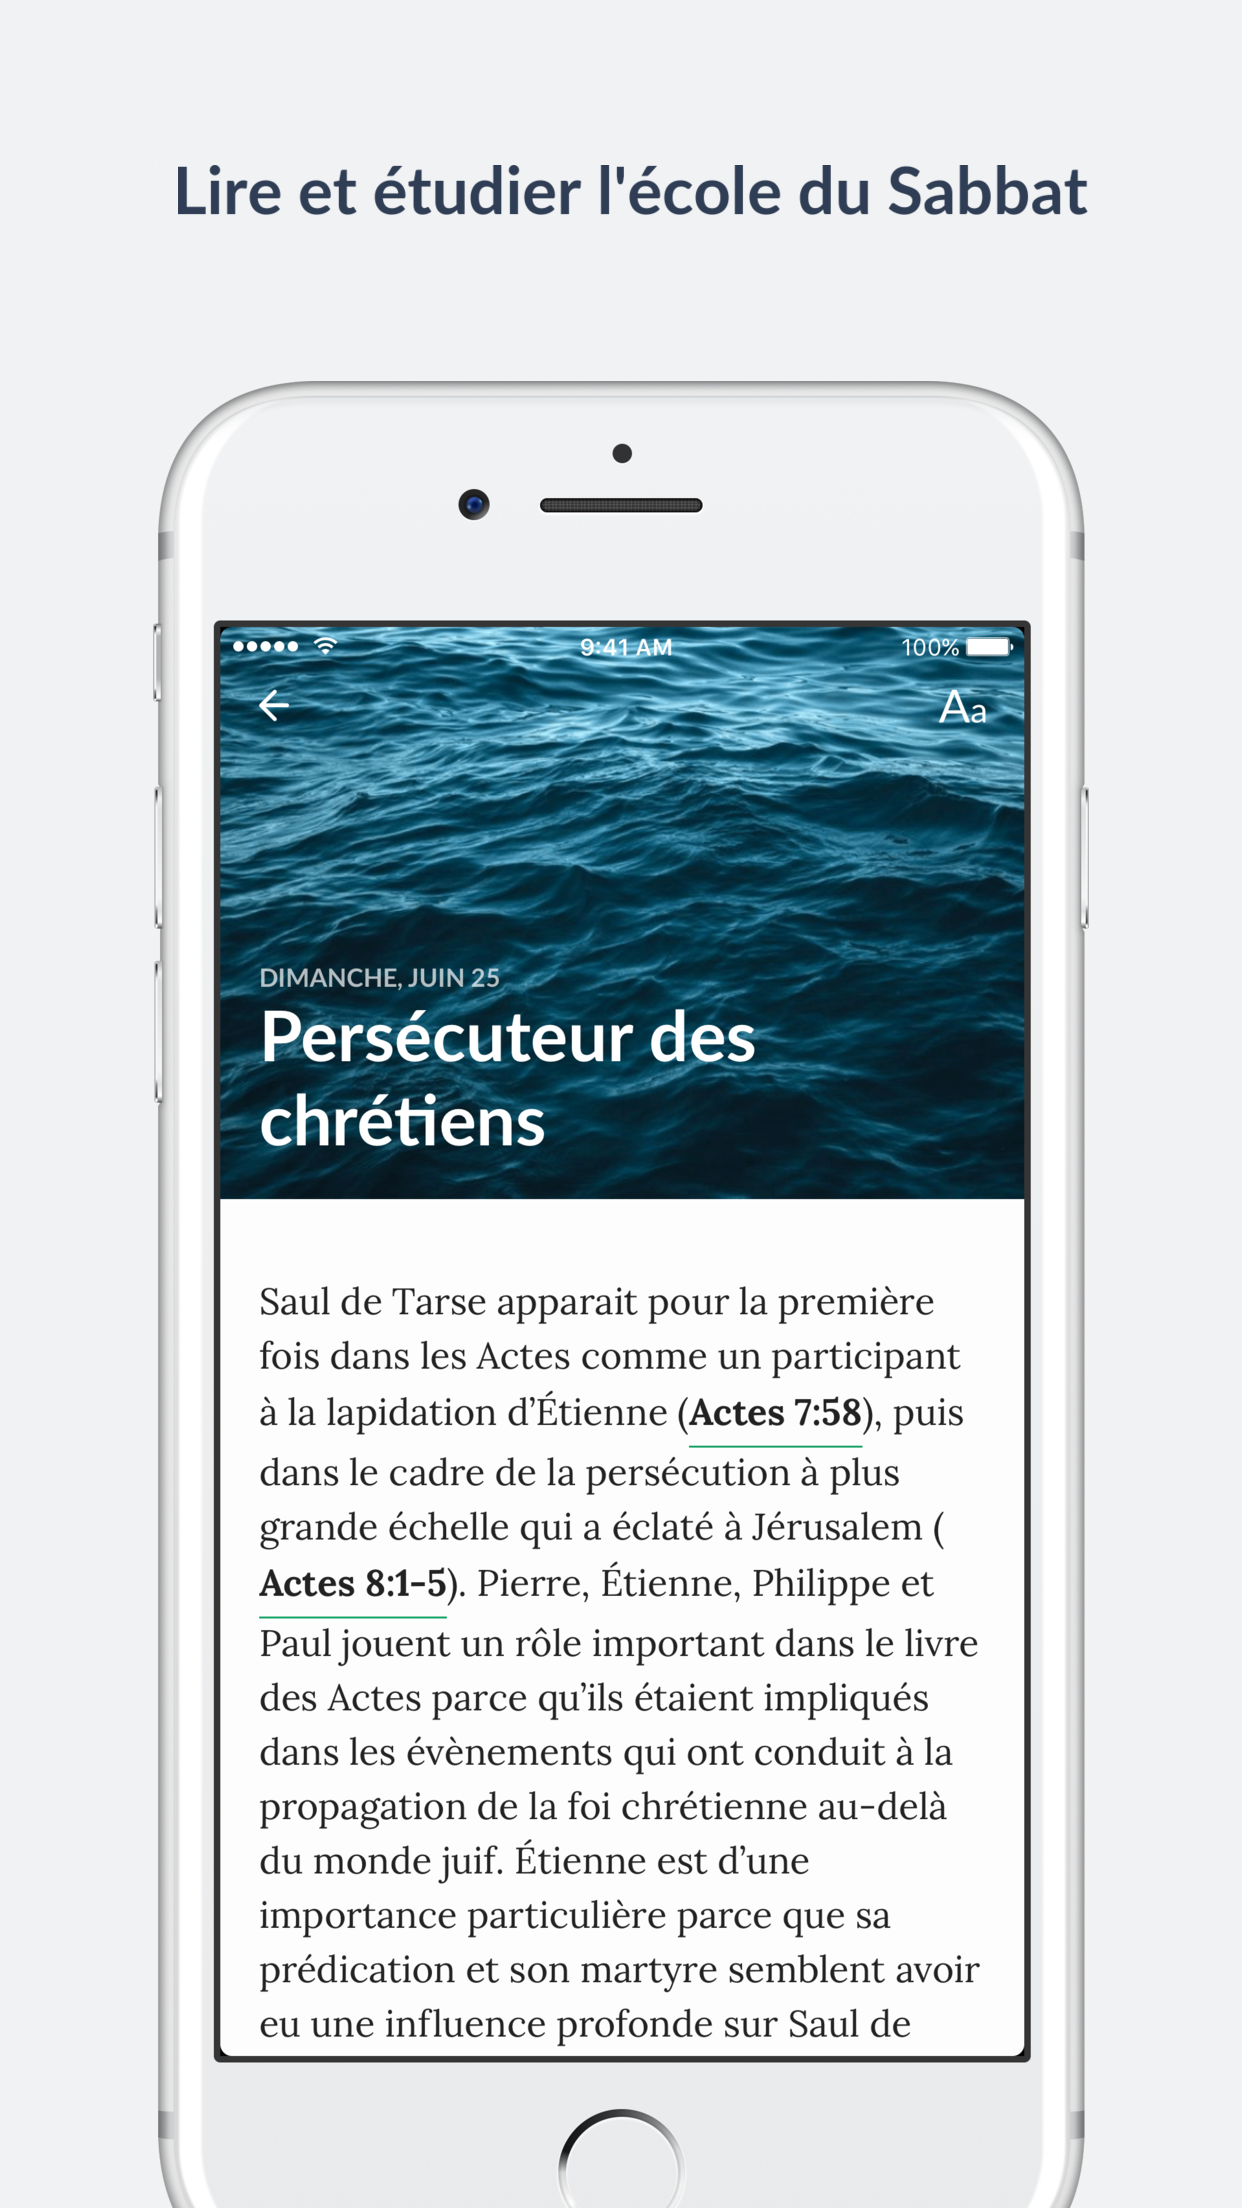 Lire et étudier l'école du Sabbat
9:41 AM
100%
Aa
DIMANCHE, JUIN 25
Persécuteur des
chrétiens
Saul de Tarse apparait pour la première
fois dans les Actes comme un participant
à la lapidation d’Étienne (Actes 7:58), puis
dans le cadre de la persécution à plus
grande échelle qui a éclaté à Jérusalem (
Actes 8:1-5). Pierre, Étienne, Philippe et
Paul jouent un rôle important dans le livre
des Actes parce qu’ils étaient impliqués
dans les évènements qui ont conduit à la
propagation de la foi chrétienne au-delà
du monde juif. Étienne est d’une
importance particulière parce que sa
prédication et son martyre semblent avoir
eu une influence profonde sur Saul de